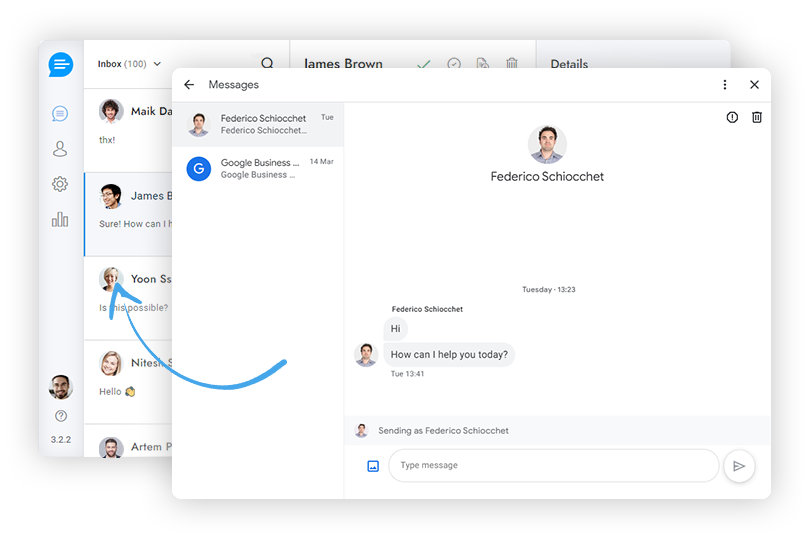 Inbox (100)
James Brown
Details
Maik Da
thx!
James B
Sure! How can I h
Yoon Ss
Is this possible?
Nitesh S
Hello 👏
Artem P
3.2.2
Messages
Federico Schiocchet
Tue
Federico Schiocchet...
G
Google Business ...
14 Mar
Google Business ...
Federico Schiocchet
Tuesday · 13:23
Federico Schiocchet
Hi
How can I help you today?
Tue 13:41
Sending as Federico Schiocchet
Type message